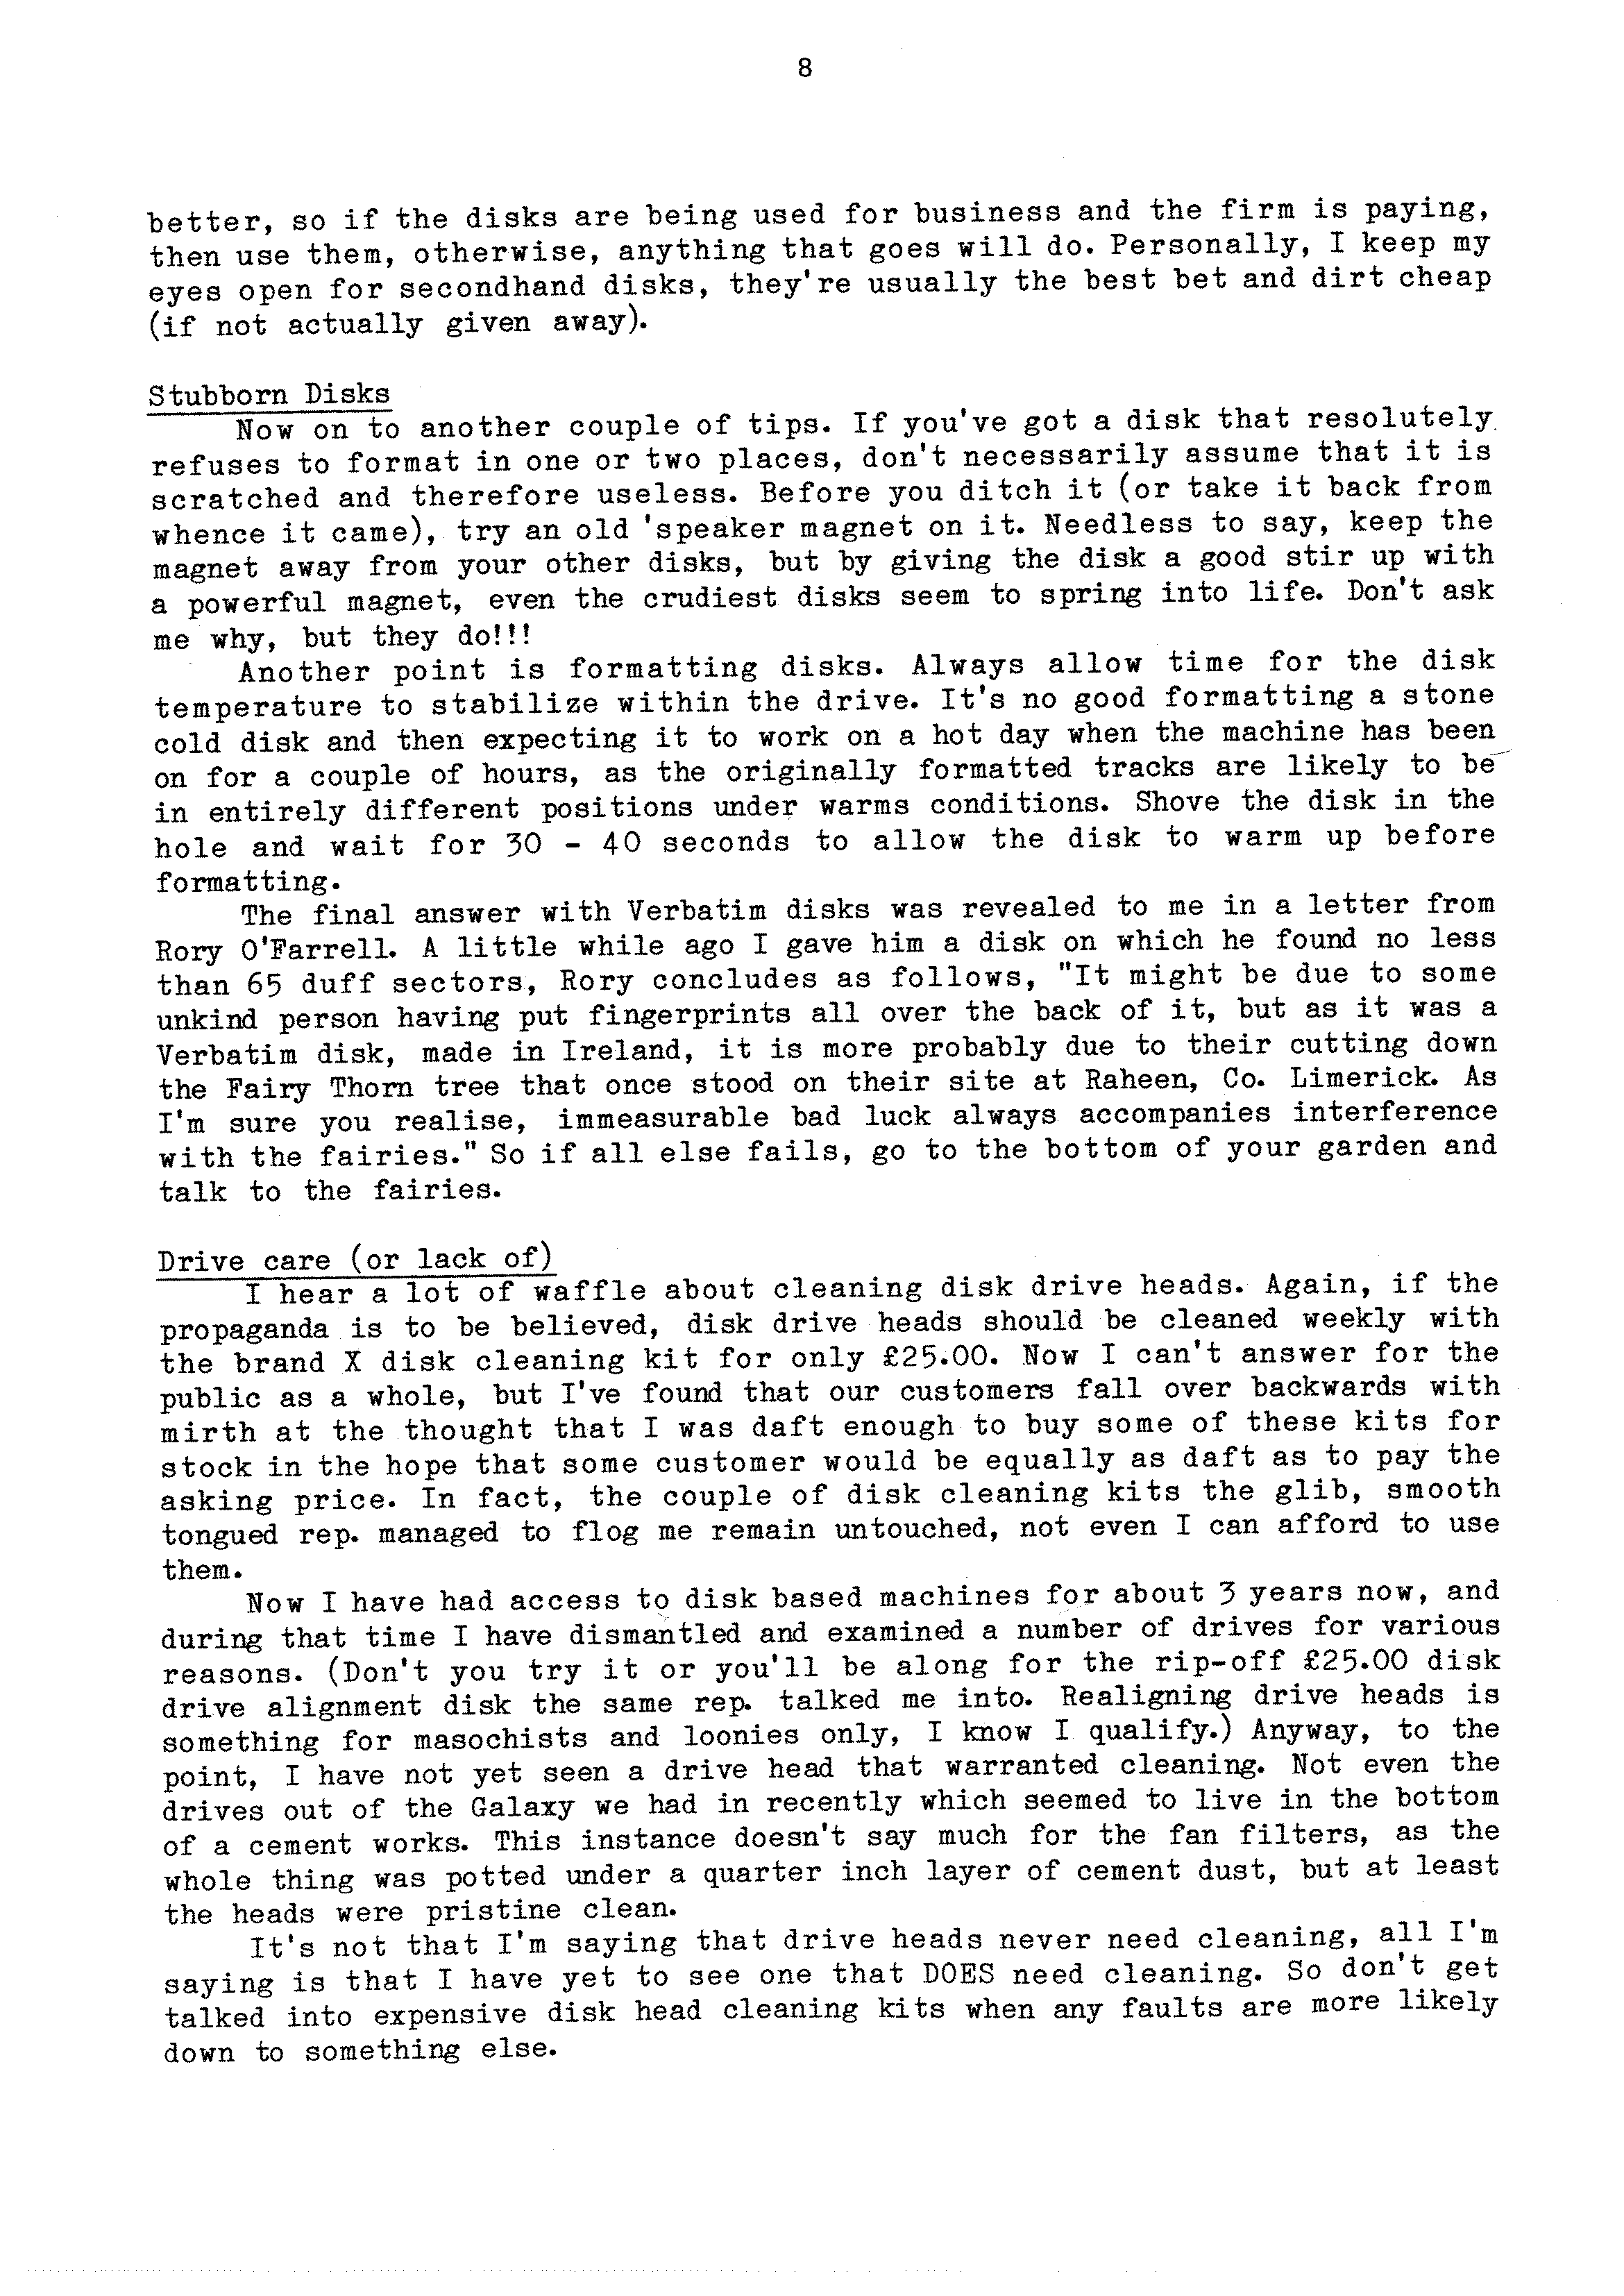 8
better, so if the disks are being used for business and the firm is paying,
then use them, otherwise, anything that goes will do. Personally, I keep my
eyes open for secondhand disks, they're usually the best bet and dirt cheap
(if not actually given away).
Stubborn Disks
Now on to another couple of tips. If you've got a disk that resolutely
refuses to format in one or two places, don't necessarily assume that it is
scratched and therefore useless. Before you ditch it (or take it back from
whence it came), try an old 'speaker magnet on it. Needless to say, keep the
magnet away from your other disks, but by giving the disk a good stir up with
a powerful magnet, even the crudiest disks seem to spring into life. Don't ask
me why, but they do!!!
Another point is formatting disks. Always allow time for the disk
temperature to stabilize within the drive. It's no good formatting a stone
cold disk and then expecting it to work on a hot day when the machine has been
on for a couple of hours, as the originally formatted tracks are likely to be
in entirely different positions under warms conditions. Shove the disk in the
hole and wait for 30 - 40 seconds to allow the disk to warm up before
formatting.
The final answer with Verbatim disks was revealed to me in a letter from
Rory O'Farrell. A little while ago I gave him a disk on which he found no less
than 65 duff sectors, Rory concludes as follows, "It might be due to some
unkind person having put fingerprints all over the back of it, but as it was a
Verbatim disk, made in Ireland, it is more probably due to their cutting down
the Fairy Thorn tree that once stood on their site at Raheen, Co. Limerick. As
I'm sure you realise, immeasurable bad luck always accompanies interference
with the fairies." So if all else fails, go to the bottom of your garden and
talk to the fairies.
Drive care (or lack of)
I hear a lot of waffle about cleaning disk drive heads. Again, if the
propaganda is to be believed, disk drive heads should be cleaned weekly with
the brand X disk cleaning kit for only £25.00. Now I can't answer for the
public as a whole, but I've found that our customers fall over backwards with
mirth at the thought that I was daft enough to buy some of these kits for
stock in the hope that some customer would be equally as daft as to pay the
asking price. In fact, the couple of disk cleaning kits the glib, smooth
tongued rep. managed to flog me remain untouched, not even I can afford to use
them.
Now I have had access to disk based machines for about 3 years now, and
during that time I have dismantled and examined a number of drives for various
reasons. (Don't you try it or you'll be along for the rip-off £25.00 disk
drive alignment disk the same rep. talked me into. Realigning drive heads is
something for masochists and loonies only, I know I qualify.) Anyway, to the
point, I have not yet seen a drive head that warranted cleaning. Not even the
drives out of the Galaxy we had in recently which seemed to live in the bottom
of a cement works. This instance doesn't say much for the fan filters, as the
whole thing was potted under a quarter inch layer of cement dust, but at least
the heads were pristine clean.
It's not that I'm saying that drive heads never need cleaning, all I'm
saying is that I have yet to see one that DOES need cleaning. So don't get
talked into expensive disk head cleaning kits when any faults are more likely
down to something else.